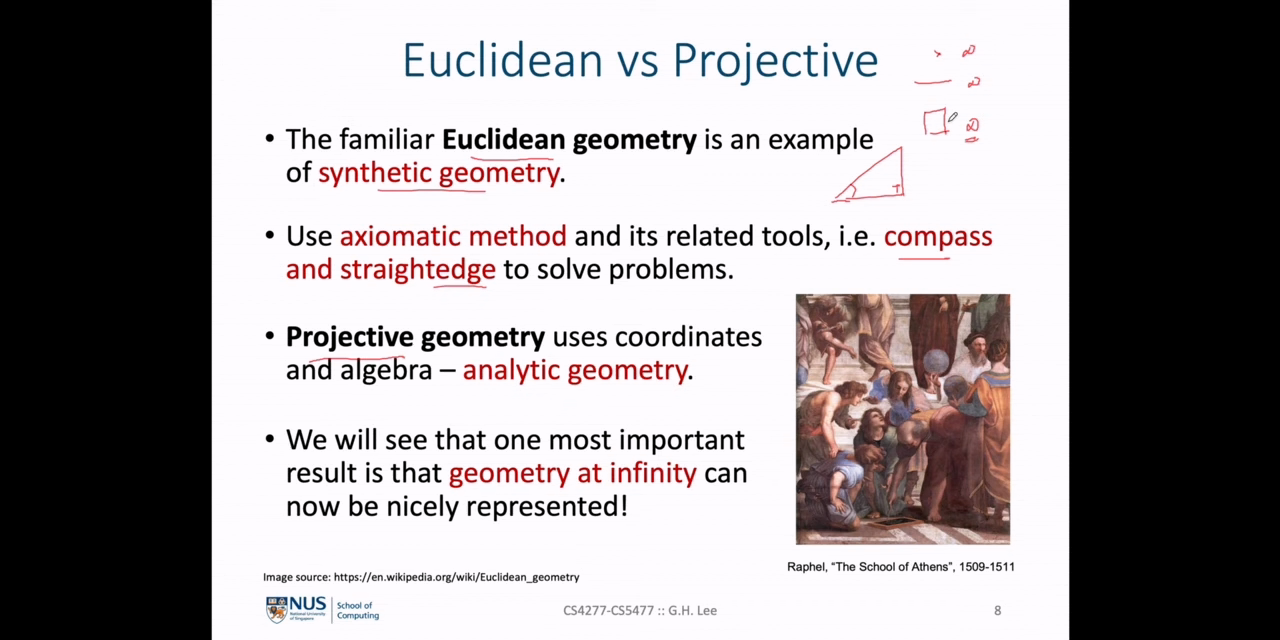 Euclidean vs Projective
∞
∞
∞
• The familiar Euclidean geometry is an example
of synthetic geometry.
• Use axiomatic method and its related tools, i.e. compass
and straightedge to solve problems.
• Projective geometry uses coordinates
and algebra – analytic geometry.
• We will see that one most important
result is that geometry at infinity can
now be nicely represented!
Raphel, “The School of Athens”, 1509-1511
Image source: https://en.wikipedia.org/wiki/Euclidean_geometry
NUS
National University
of Singapore
School of
Computing
CS4277-CS5477 :: G.H. Lee
8